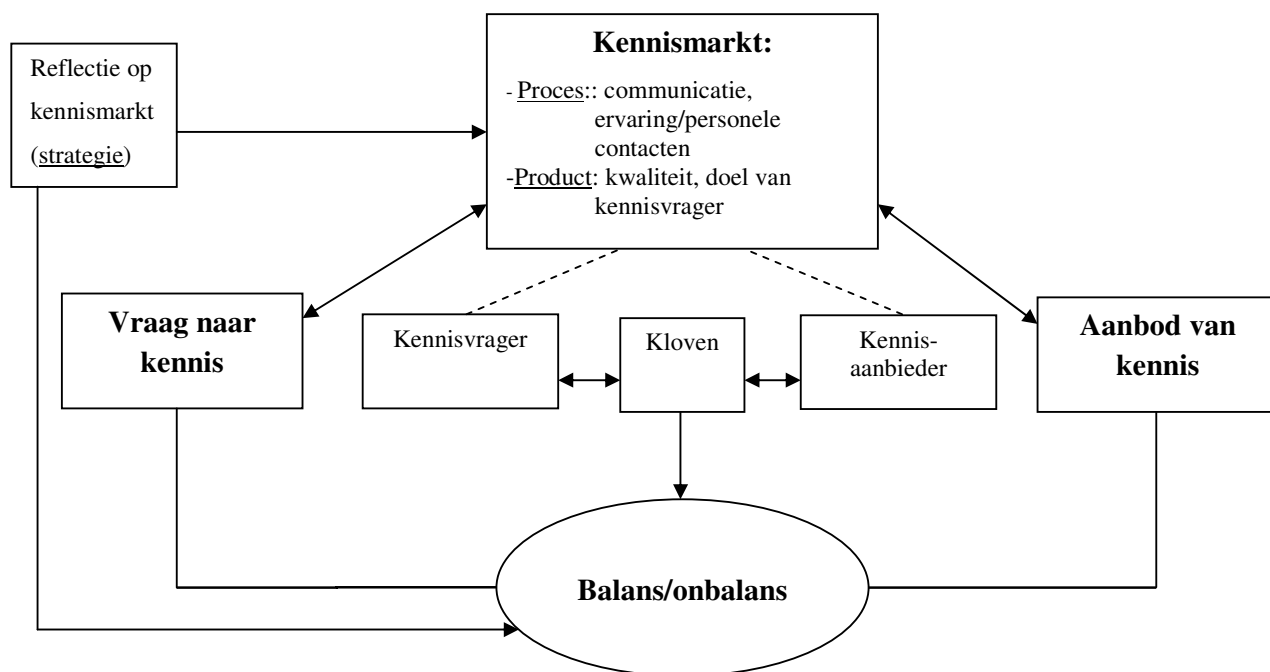 Kennismarkt:
- Proces:: communicatie,
ervaring/personele
contacten
-Product: kwaliteit, doel van
kennisvrager
Reflectie op
kennismarkt
(strategie)
Vraag naar
kennis
Kennisvrager
Kloven
Kennis-
aanbieder
Aanbod van
kennis
Balans/onbalans